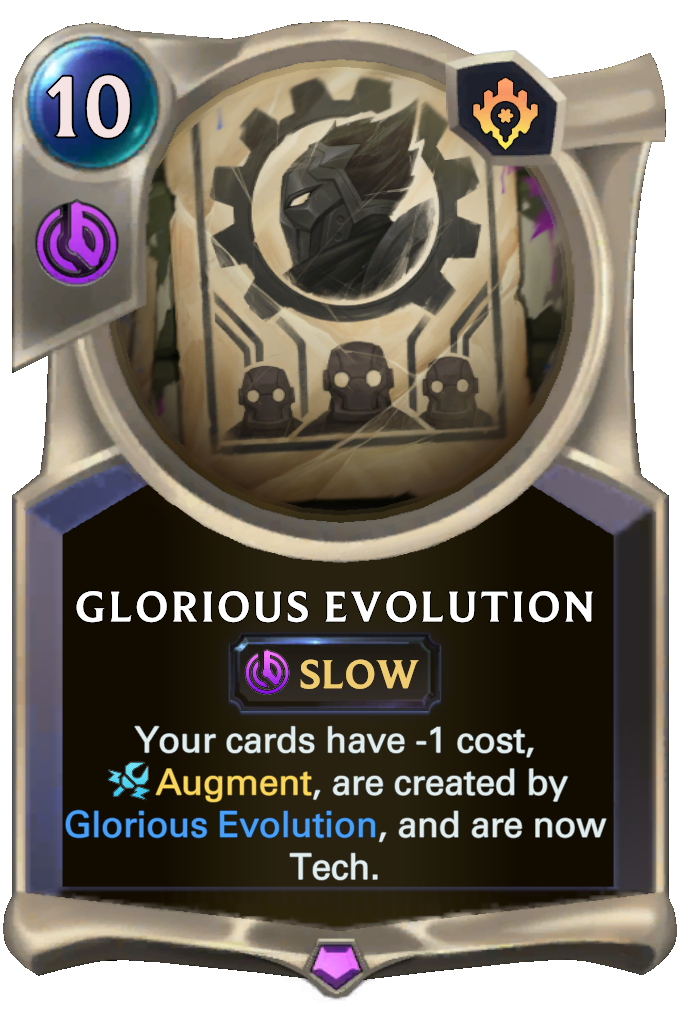 10
GLORIOUS EVOLUTION
SLOW
Your cards have -1 cost,
Augment, are created by
Glorious Evolution, and are now
Tech.